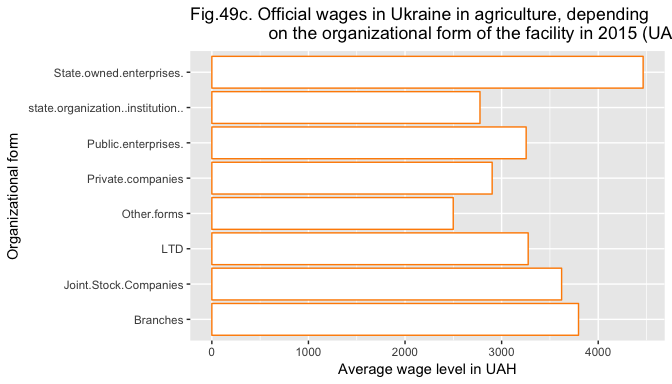 Fig.49c. Official wages in Ukraine in agriculture, depending
on the organizational form of the facility in 2015 (UA
Organizational form
State.owned.enterprises.
state.organization..institution..
Public.enterprises.
Private.companies
Other.forms
LTD
Joint.Stock.Companies
Branches
0 1000 2000 3000 4000
Average wage level in UAH